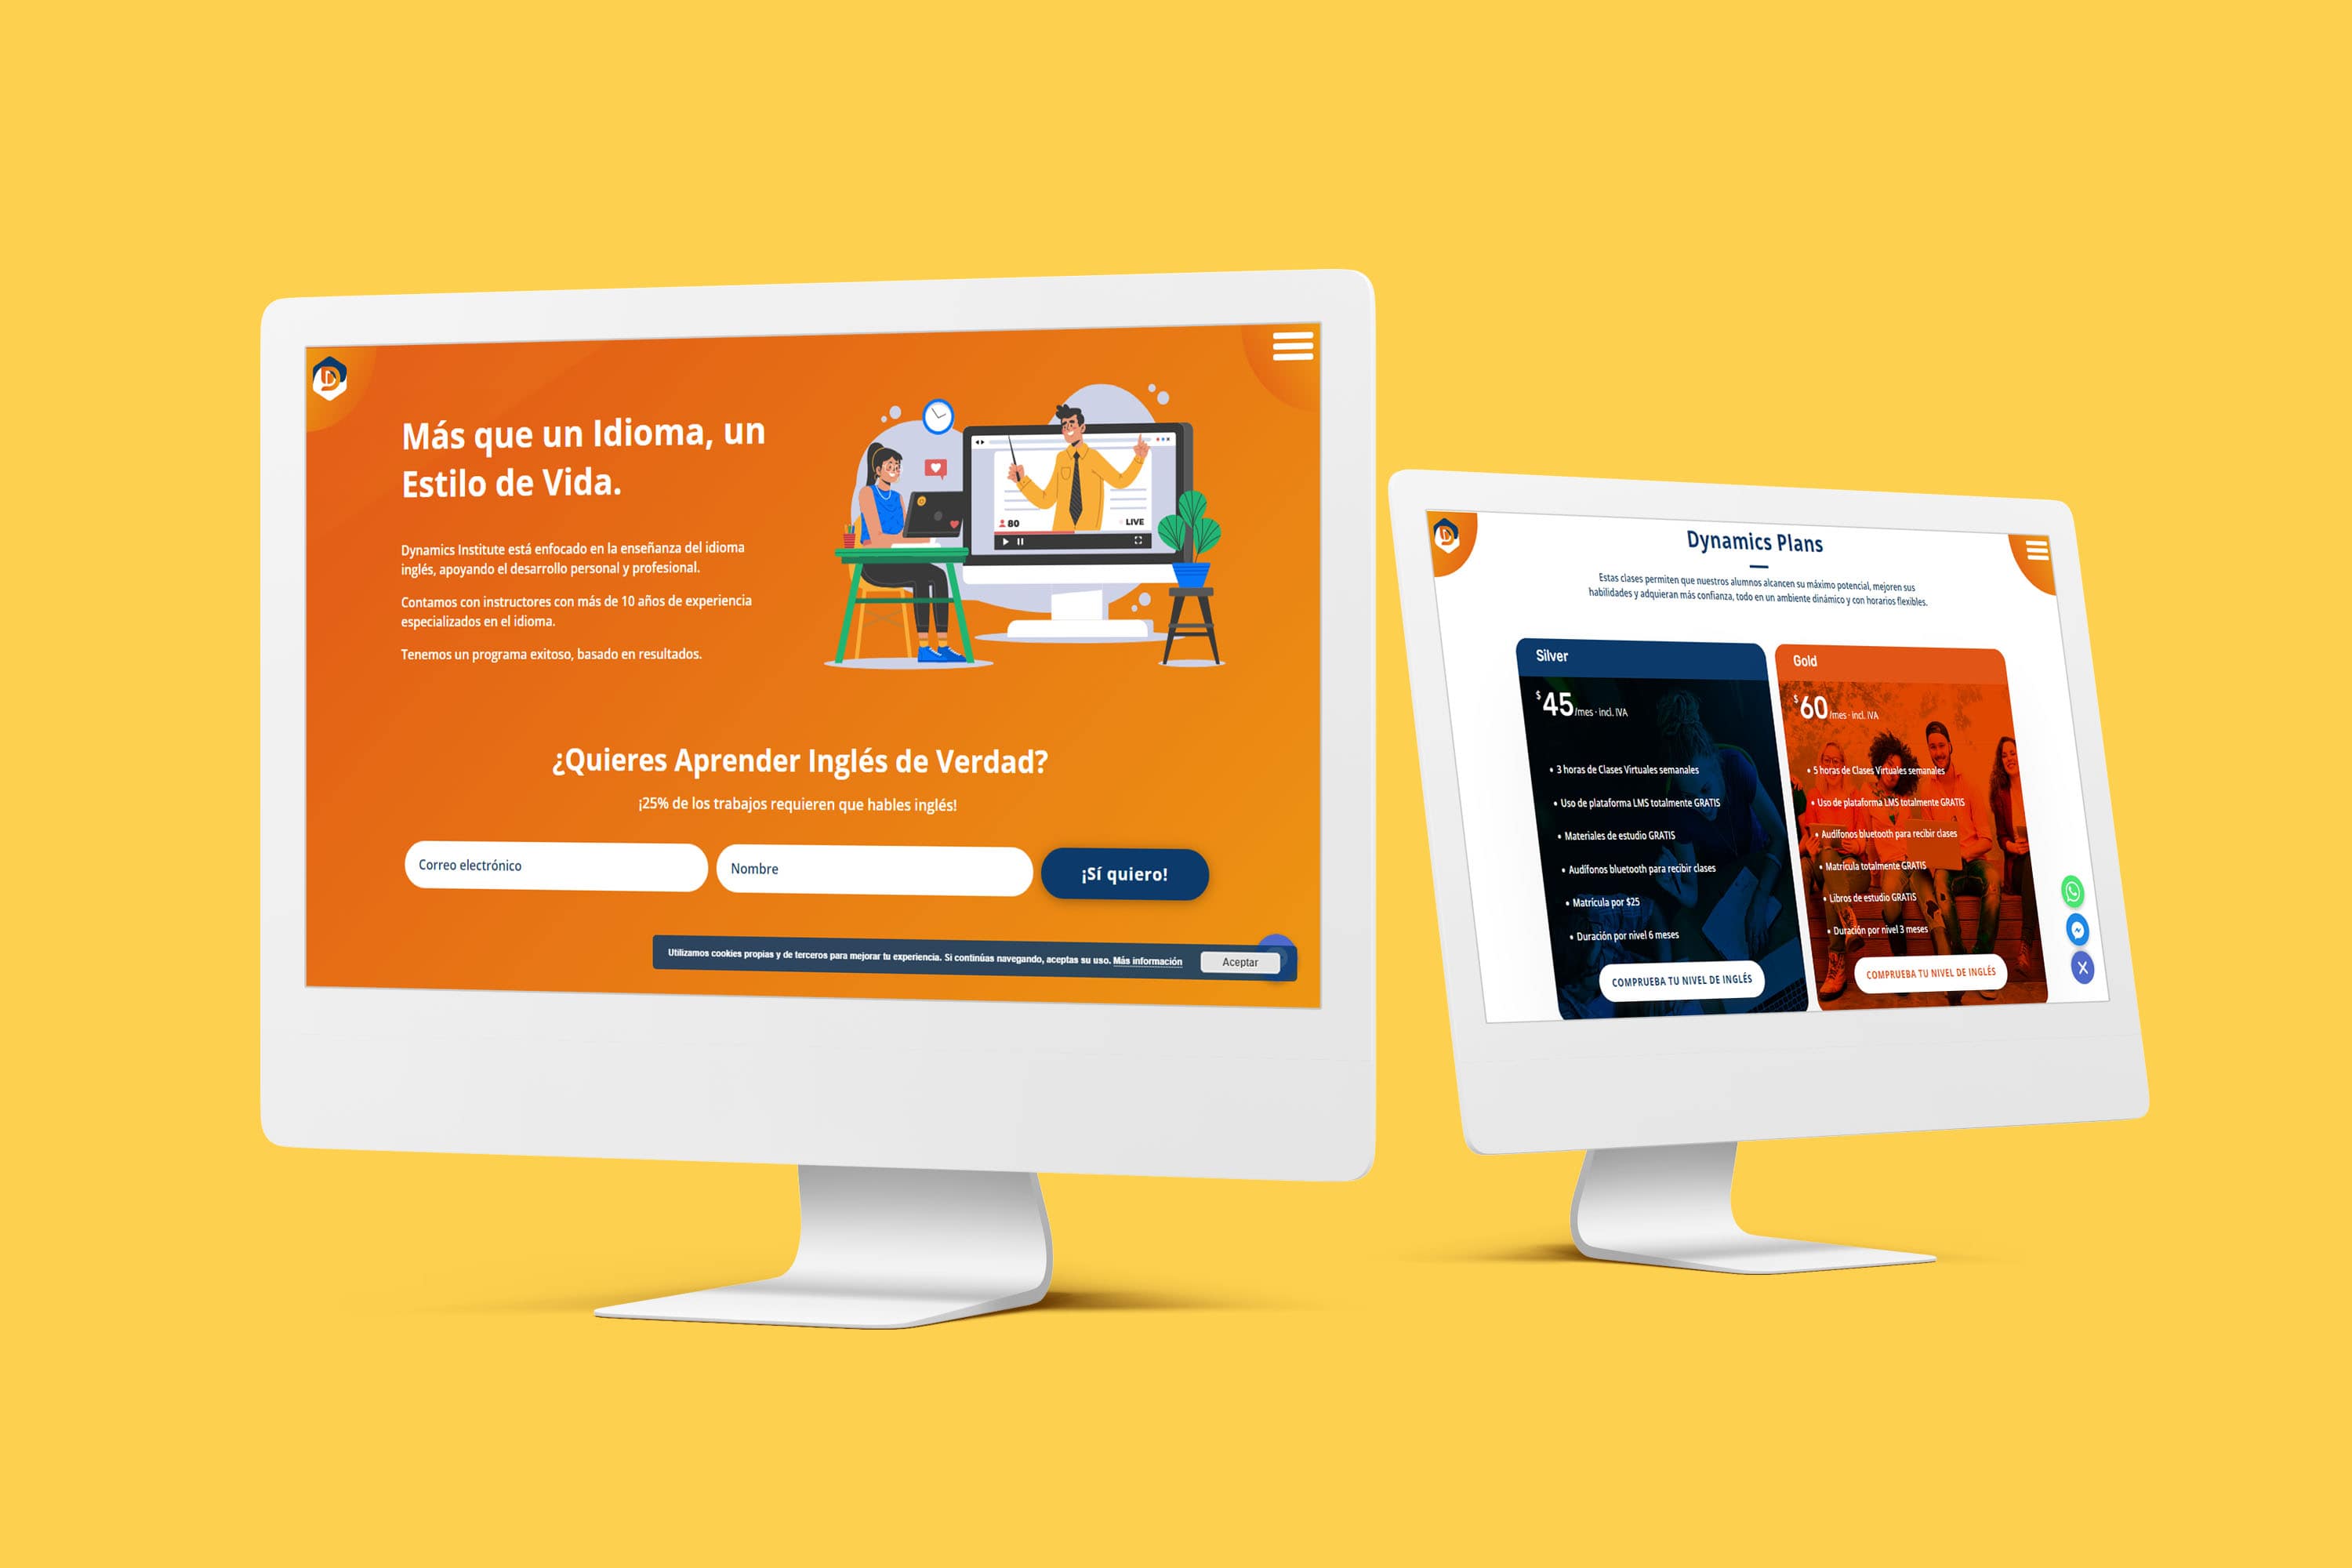 Más que un Idioma, un
Estilo de Vida.
Dynamics Institute está enfocado en la enseñanza del idioma
inglés, apoyando el desarrollo personal y profesional.
Contamos con instructores con más de 10 años de experiencia
especializados en el idioma.
Tenemos un programa exitoso, basado en resultados.
80
LIVE
¿Quieres Aprender Inglés de Verdad?
¡25% de los trabajos requieren que hables inglés!
Correo electrónico
Nombre
¡Sí quiero!
Utilizamos cookies propias y de terceros para mejorar tu experiencia. Si continúas navegando, aceptas su uso. Más información
Aceptar
Dynamics Plans
Estas clases permiten que nuestros alumnos alcancen su máximo potencial, mejoren sus
habilidades y adquieran más confianza, todo en un ambiente dinámico y con horarios flexibles.
Silver
$45/mes · incl. IVA
• 3 horas de Clases Virtuales semanales
• Uso de plataforma LMS totalmente GRATIS
• Materiales de estudio GRATIS
• Audífonos bluetooth para recibir clases
• Matrícula por $25
• Duración por nivel 6 meses
COMPRUEBA TU NIVEL DE INGLÉS
Gold
$60/mes · incl. IVA
• 5 horas de Clases Virtuales semanales
• Uso de plataforma LMS totalmente GRATIS
• Audífonos bluetooth para recibir clases
• Matrícula totalmente GRATIS
• Libros de estudio GRATIS
• Duración por nivel 3 meses
COMPRUEBA TU NIVEL DE INGLÉS